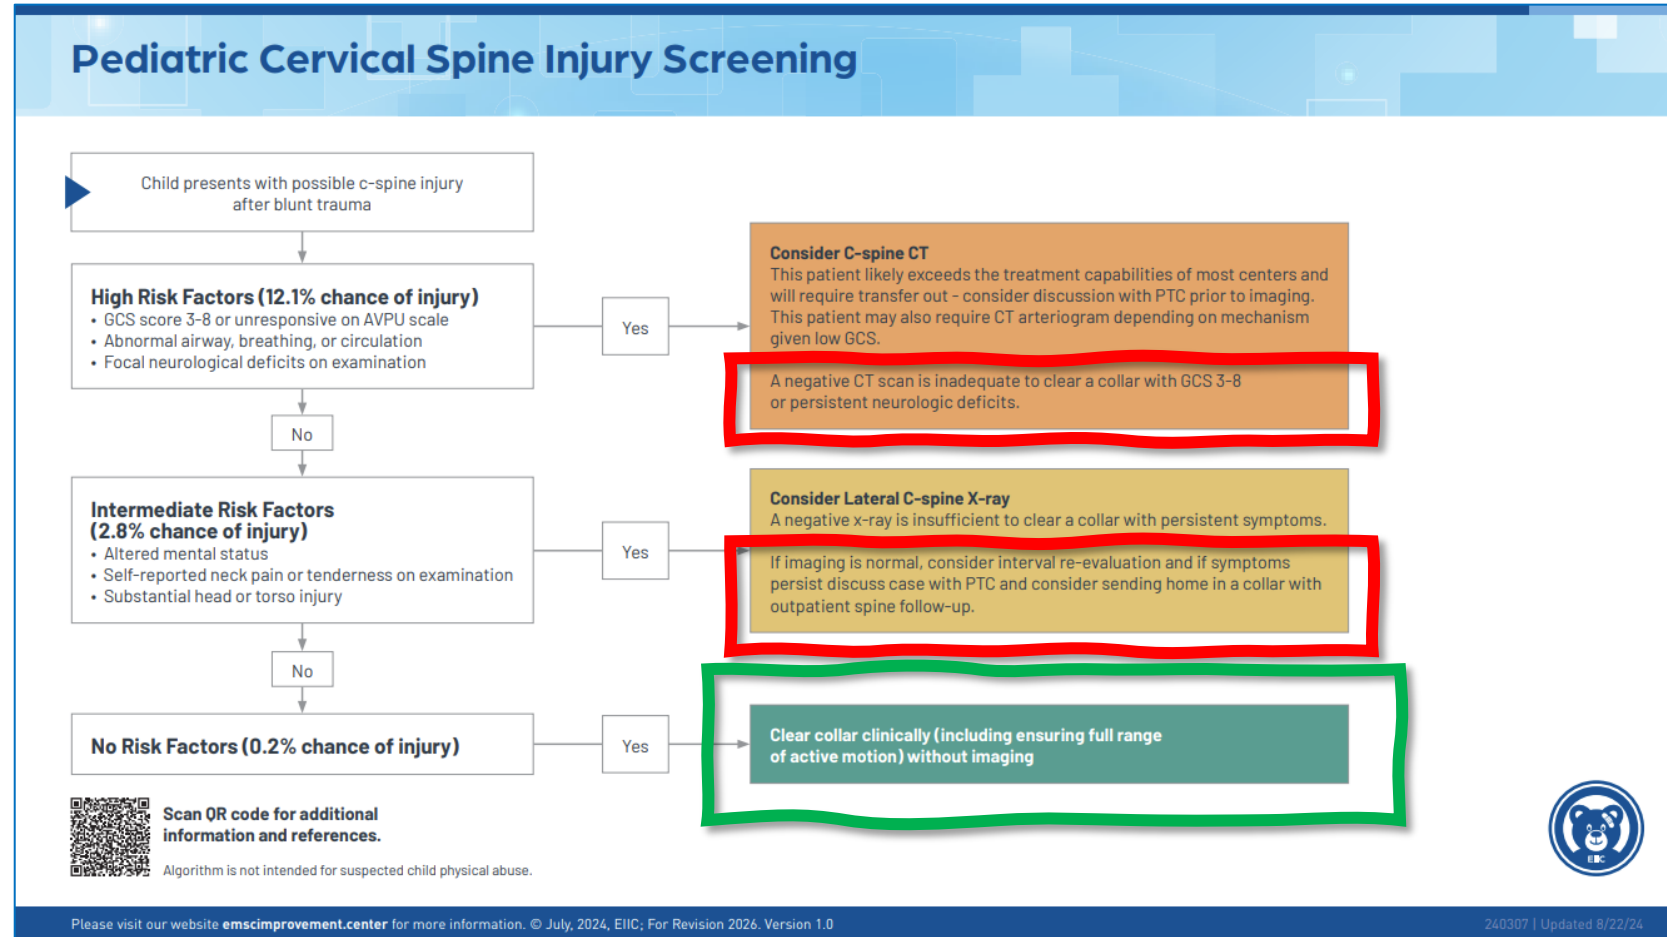 Pediatric Cervical Spine Injury Screening
Child presents with possible c-spine injury
after blunt trauma
High Risk Factors (12.1% chance of injury)
• GCS score 3-8 or unresponsive on AVPU scale
• Abnormal airway, breathing, or circulation
• Focal neurological deficits on examination
Yes
Consider C-spine CT
This patient likely exceeds the treatment capabilities of most centers and
will require transfer out - consider discussion with PTC prior to imaging.
This patient may also require CT arteriogram depending on mechanism
given low GCS.
A negative CT scan is inadequate to clear a collar with GCS 3-8
or persistent neurologic deficits.
No
Intermediate Risk Factors
(2.8% chance of injury)
• Altered mental status
• Self-reported neck pain or tenderness on examination
• Substantial head or torso injury
Yes
Consider Lateral C-spine X-ray
A negative x-ray is insufficient to clear a collar with persistent symptoms.
If imaging is normal, consider interval re-evaluation and if symptoms
persist discuss case with PTC and consider sending home in a collar with
outpatient spine follow-up.
No
No Risk Factors (0.2% chance of injury)
Yes
Clear collar clinically (including ensuring full range
of active motion) without imaging
Scan QR code for additional
information and references.
Algorithm is not intended for suspected child physical abuse.
EIIC
Please visit our website emscimprovement.center for more information. © July, 2024, EIIC; For Revision 2026. Version 1.0
240307 | Updated 8/22/24